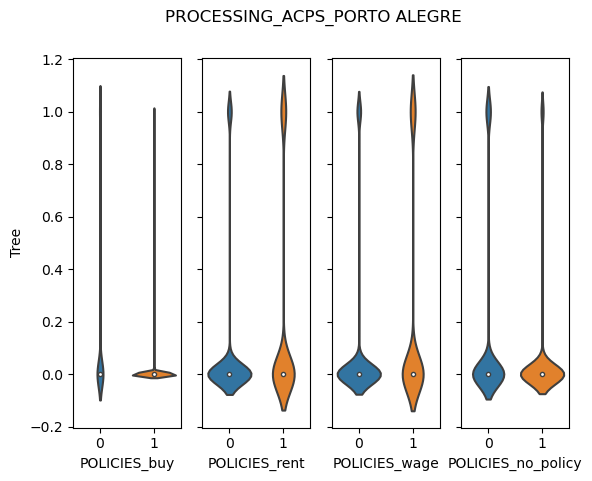 PROCESSING_ACPS_PORTO ALEGRE
1.2
1.0
0.8
0.6
0.4
0.2
0.0
−0.2
Tree
0 1
POLICIES_buy
0 1
POLICIES_rent
0 1
POLICIES_wage
0 1
POLICIES_no_policy